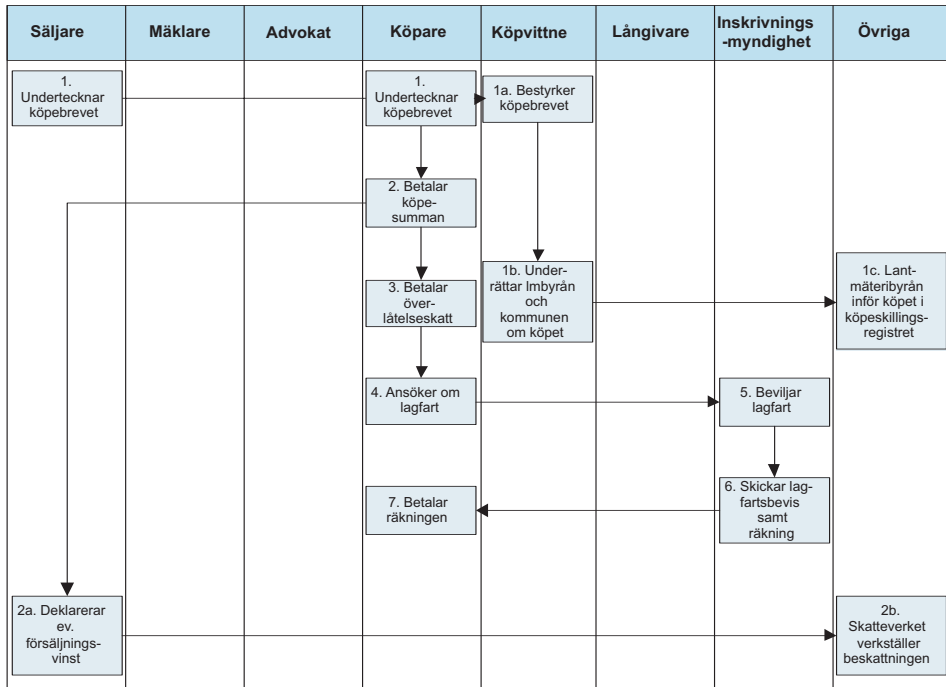 Säljare
Mäklare
Advokat
Köpare
Köpvittne
Långivare
Inskrivnings
-myndighet
Övriga
1.
Undertecknar
köpebrevet
1.
Undertecknar
köpebrevet
1a. Bestyrker
köpebrevet
2. Betalar
köpe-
summan
1b. Under-
rättar lmbyrån
och
kommunen
om köpet
1c. Lant-
mäteribyrån
inför köpet i
köpeskillings-
registret
3. Betalar
över-
låtelseskatt
4. Ansöker om
lagfart
5. Beviljar
lagfart
7. Betalar
räkningen
6. Skickar lag-
fartsbevis
samt
räkning
2a. Deklarerar
ev.
försäljnings-
vinst
2b.
Skatteverket
verkställer
beskattningen